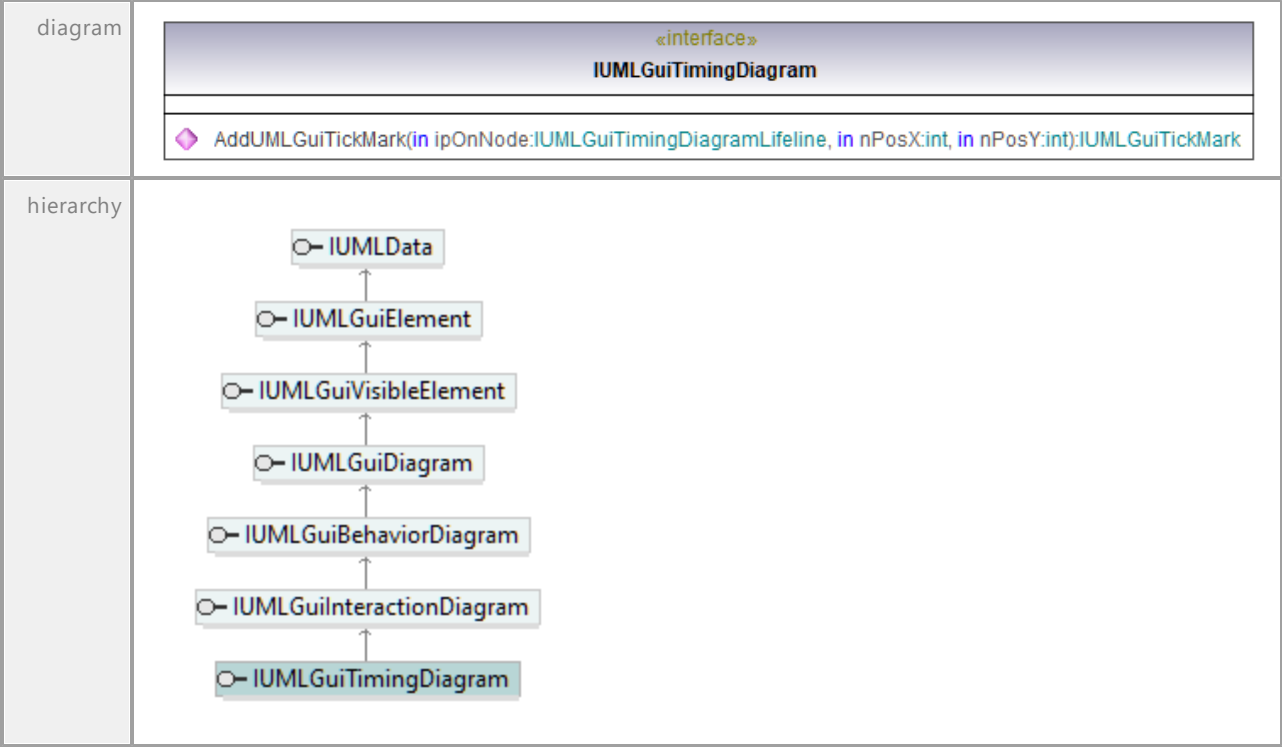 diagram
«interface»
IUMLGuiTimingDiagram
AddUMLGuiTickMark(in ipOnNode:IUMLGuiTimingDiagramLifeline, in nPosX:int, in nPosY:int):IUMLGuiTickMark
hierarchy
IUMLData
IUMLGuiElement
IUMLGuiVisibleElement
IUMLGuiDiagram
IUMLGuiBehaviorDiagram
IUMLGuiInteractionDiagram
IUMLGuiTimingDiagram